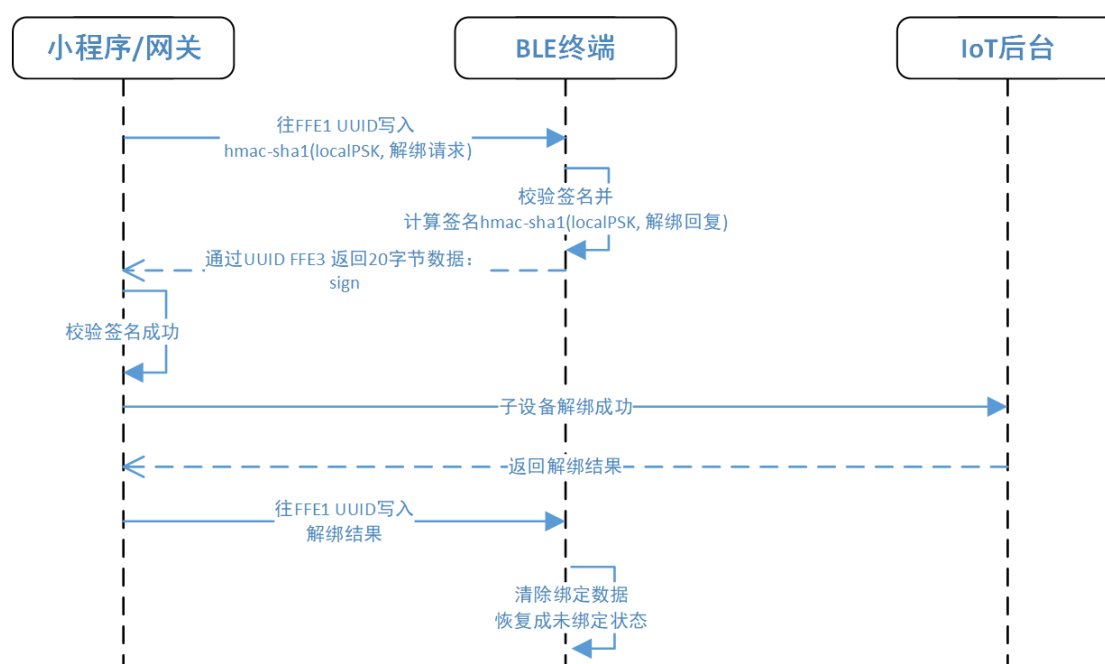 小程序/网关
BLE终端
IoT后台
往FFE1 UUID写入
hmac-sha1(localPSK, 解绑请求)
校验签名并
计算签名hmac-sha1(localPSK, 解绑回复)
通过UUID FFE3 返回20字节数据：
sign
校验签名成功
子设备解绑成功
返回解绑结果
往FFE1 UUID写入
解绑结果
清除绑定数据
恢复成未绑定状态